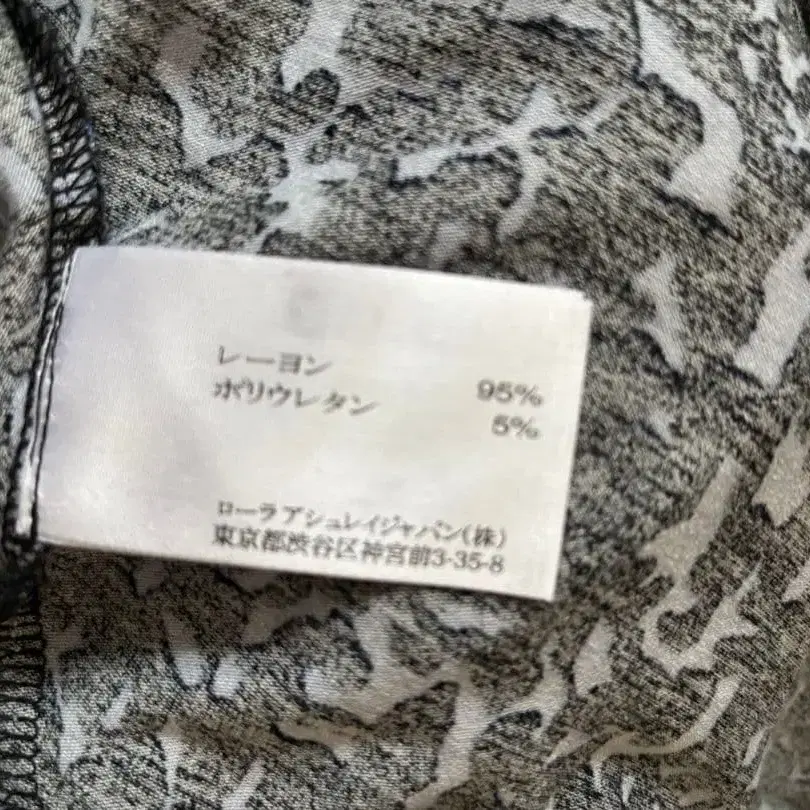 レーヨン 95%
ポリウレタン 5%
ローラ アシュレイジャパン(株)
東京都渋谷区神宮前3-35-8